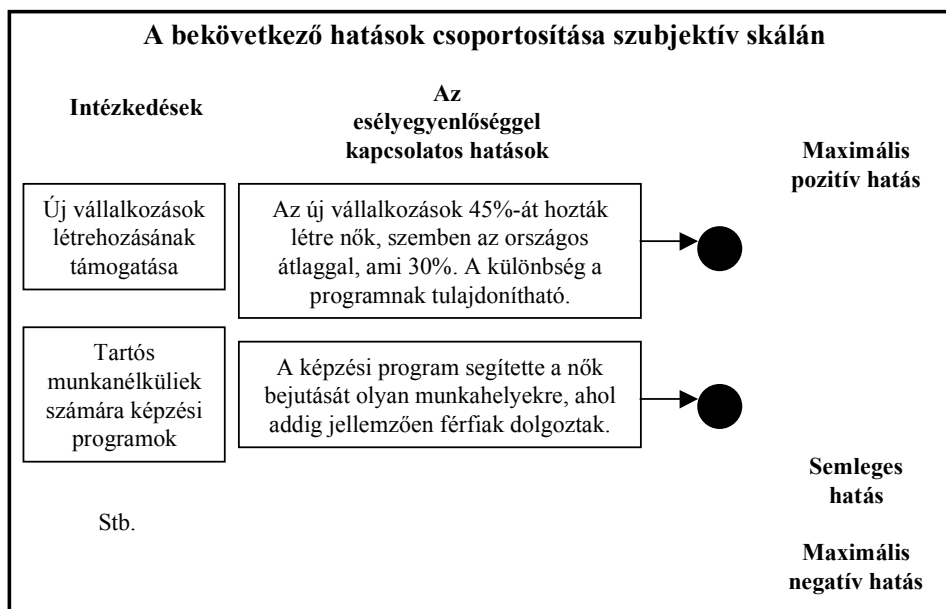 A bekövetkező hatások csoportosítása szubjektív skálán
Intézkedések
Az
esélyegyenlőséggel
kapcsolatos hatások
Maximális
pozitív hatás
Új vállalkozások
létrehozásának
támogatása
Az új vállalkozások 45%-át hozták
létre nők, szemben az országos
átlaggal, ami 30%. A különbség a
programnak tulajdonítható.
Tartós
munkanélküliek
számára képzési
programok
A képzési program segítette a nők
bejutását olyan munkahelyekre, ahol
addig jellemzően férfiak dolgoztak.
Semleges
hatás
Stb.
Maximális
negatív hatás